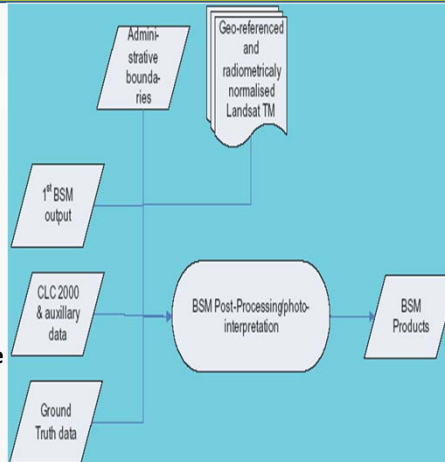 Admini-
strative
bounda-
ries
Geo-referenced
and
radiometricaly
normalised
Landsat TM
1st BSM
output
CLC 2000
& auxillary
data
BSM Post-Processing/photo-
interpretation
BSM
Products
e
Ground
Truth data